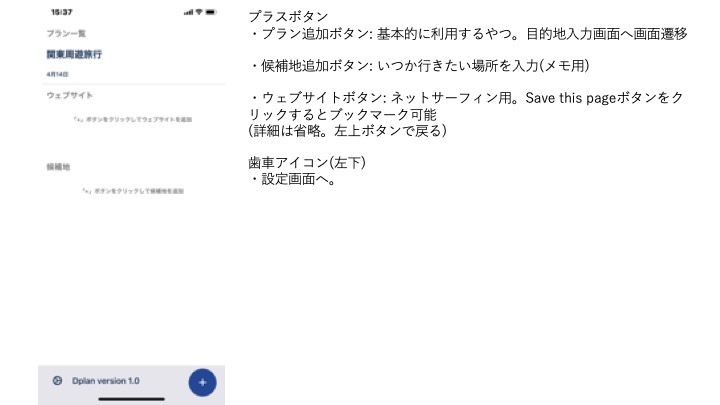 15:37
プラン一覧
関東周遊旅行
4月14日
ウェブサイト
「+」ボタンをクリックしてウェブサイトを追加
候補地
「+」ボタンをクリックして候補地を追加
Dplan version 1.0
+
プラスボタン
・プラン追加ボタン: 基本的に利用するやつ。目的地入力画面へ画面遷移
・候補地追加ボタン: いつか行きたい場所を入力(メモ用)
・ウェブサイトボタン: ネットサーフィン用。Save this pageボタンをク
リックするとブックマーク可能
(詳細は省略。左上ボタンで戻る)
歯車アイコン(左下)
・設定画面へ。